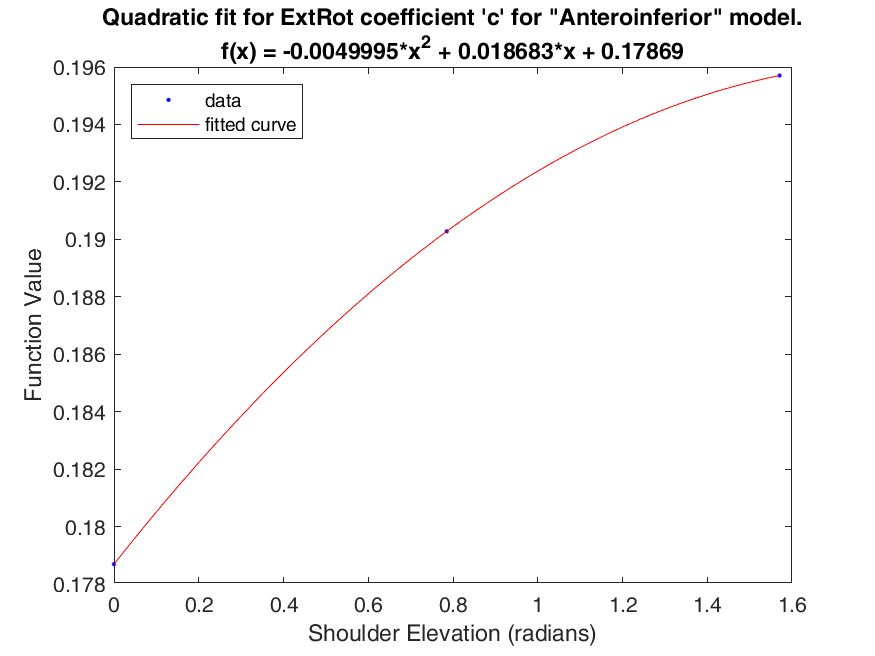 Quadratic fit for ExtRot coefficient 'c' for "Anteroinferior" model.
f(x) = -0.0049995*x² + 0.018683*x + 0.17869
0.196
0.194
0.192
0.19
0.188
0.186
0.184
0.182
0.18
0.178
data
fitted curve
Function Value
0 0.2 0.4 0.6 0.8 1 1.2 1.4 1.6
Shoulder Elevation (radians)